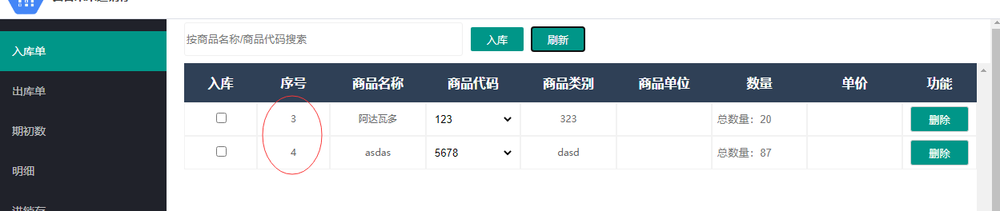 入库单
出库单
期初数
明细
按商品名称/商品代码搜索 入库 刷新
入库 序号 商品名称 商品代码 商品类别 商品单位 数量 单价 功能
3 阿达瓦多 123 323 总数量：20 删除
4 asdas 5678 dasd 总数量：87 删除